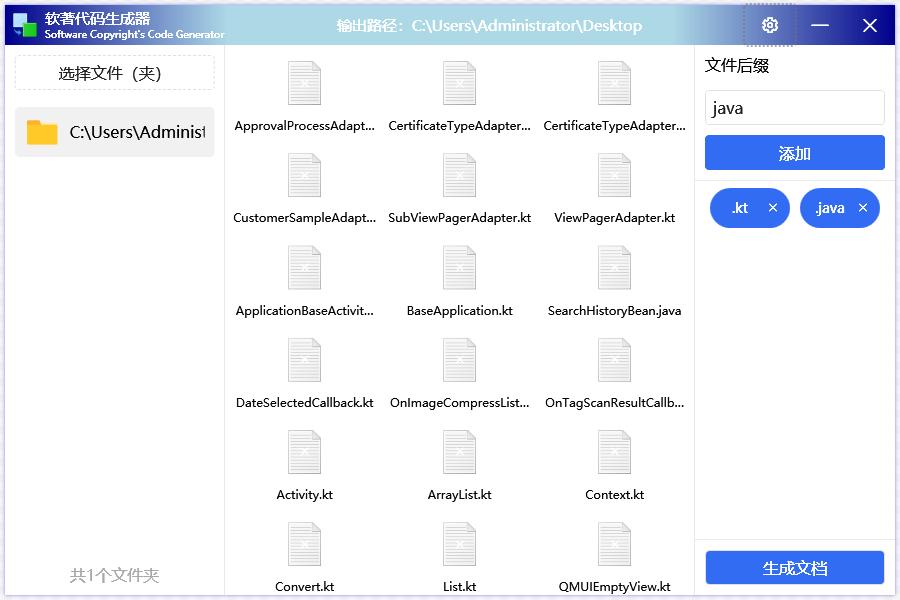 软著代码生成器
Software Copyright's Code Generator
输出路径：C:\Users\Administrator\Desktop
选择文件（夹）
C:\Users\Administ
共1个文件夹
ApprovalProcessAdapt... CertificateTypeAdapter... CertificateTypeAdapter...
CustomerSampleAdapt... SubViewPagerAdapter.kt ViewPagerAdapter.kt
ApplicationBaseActivit... BaseApplication.kt SearchHistoryBean.java
DateSelectedCallback.kt OnImageCompressList... OnTagScanResultCallb...
Activity.kt ArrayList.kt Context.kt
Convert.kt List.kt QMUIEmptyView.kt
文件后缀
java
添加
.kt × .java ×
生成文档